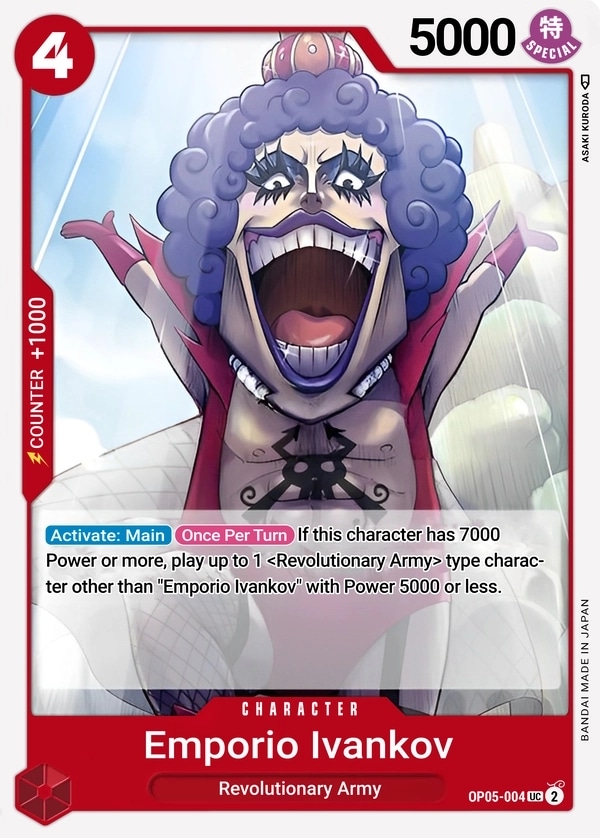 4
5000
特
SPECIAL
ASAKI KURODA
COUNTER +1000
Activate: Main Once Per Turn If this character has 7000
Power or more, play up to 1 <Revolutionary Army> type charac-
ter other than "Emporio Ivankov" with Power 5000 or less.
BANDAI MADE IN JAPAN
CHARACTER
Emporio Ivankov
Revolutionary Army
OP05-004 UC 2